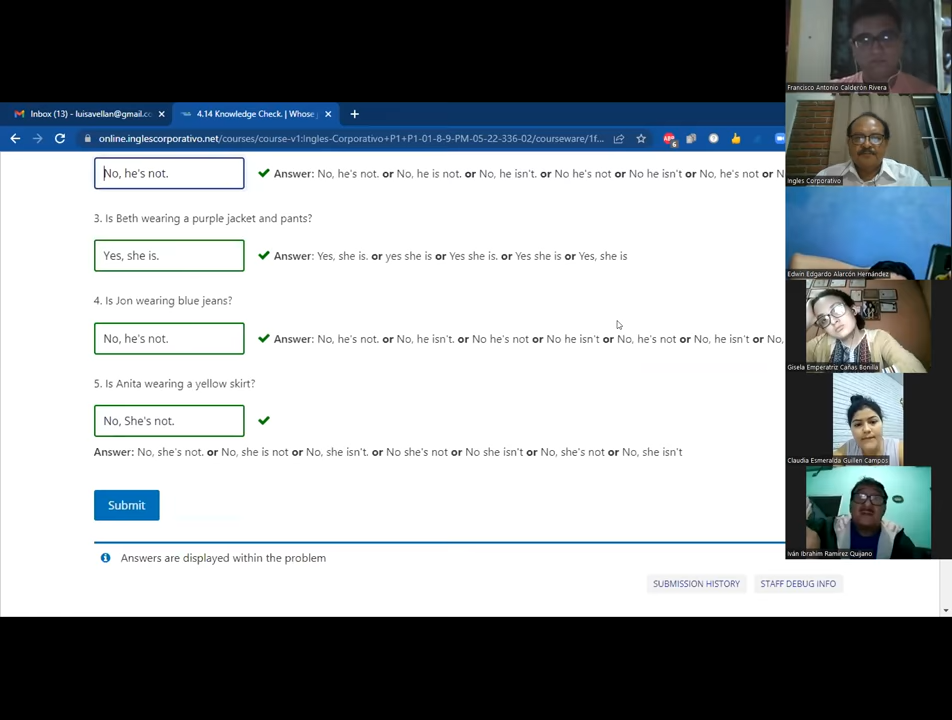 Francisco Antonio Calderón Rivera
Inbox (13) - luisavellan@gmail.co
4.14 Knowledge Check. | Whose
online.inglescorporativo.net/courses/course-v1:Ingles-Corporativo+P1+P1-01-8-9-PM-05-22-336-02/courseware/1f...
6
No, he's not.
Answer: No, he's not. or No, he is not. or No, he isn't. or No he's not or No he isn't or No, he's not or N
Ingles Corporativo
3. Is Beth wearing a purple jacket and pants?
Yes, she is.
Answer: Yes, she is. or yes she is or Yes she is. or Yes she is or Yes, she is
Edwin Edgardo Alarcón Hernández
4. Is Jon wearing blue jeans?
No, he's not.
Answer: No, he's not. or No, he isn't. or No he's not or No he isn't or No, he's not or No, he isn't or No,
Gisela Emperatriz Cañas Bonilla
5. Is Anita wearing a yellow skirt?
No, She's not.
Answer: No, she's not. or No, she is not or No, she isn't. or No she's not or No she isn't or No, she's not or No, she isn't
Claudia Esmeralda Guillen Campos
Submit
Answers are displayed within the problem
Iván Ibrahim Ramirez Quijano
SUBMISSION HISTORY
STAFF DEBUG INFO